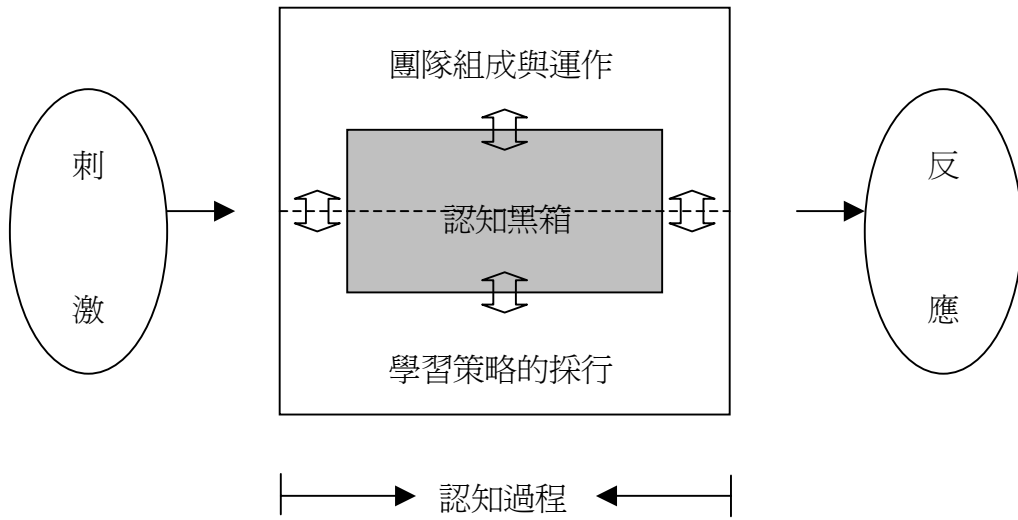 團隊組成與運作
刺
激
認知黑箱
反
應
學習策略的採行
認知過程